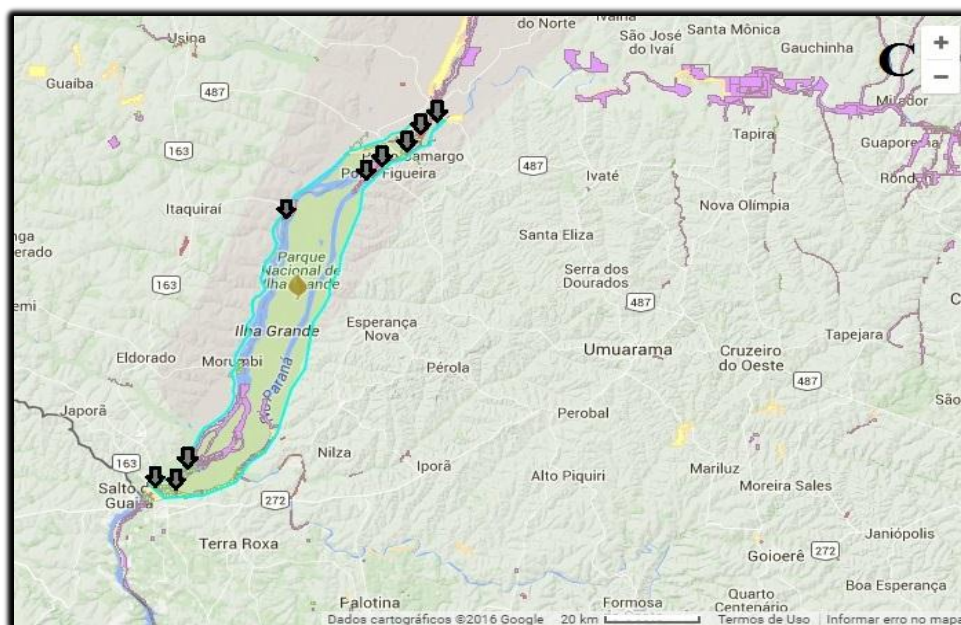 Usina
do Norte
São José
do Ivaí
Santa Mônica
Gauchinha
C
+
−
Guaíba
487
Mirador
Tapira
Guaporema
163
Camargo
487
Figueira
Ivaté
Rondon
Itaquiraí
Nova Olímpia
Santa Eliza
Parque
Nacional de
Ilha Grande
Serra dos
Dourados
163
487
Ilha Grande
Esperança
Nova
Tapejara
Umuarama
Eldorado
Morumbi
Cruzeiro
do Oeste
Pérola
487
Paraná
Japorã
Perobal
163
Nilza
Iporã
Alto Piquiri
Mariluz
Salto
Guaíra
272
Moreira Sales
Janiópolis
Terra Roxa
Goioerê
272
Boa Esperança
Palotina
Formosa
Quarto
Centenário
Dados cartográficos ©2016 Google
20 km
Termos de Uso
Informar erro no mapa